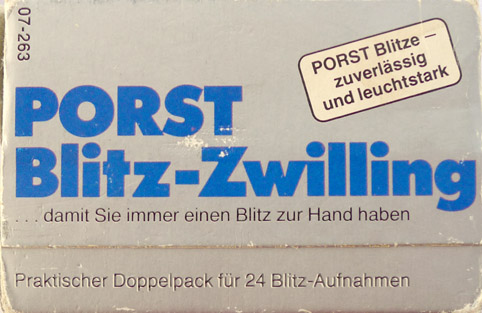 07-263
PORST Blitze –
zuverlässig
und leuchtstark
PORST
Blitz-Zwilling
. . . damit Sie immer einen Blitz zur Hand haben
Praktischer Doppelpack für 24 Blitz-Aufnahmen